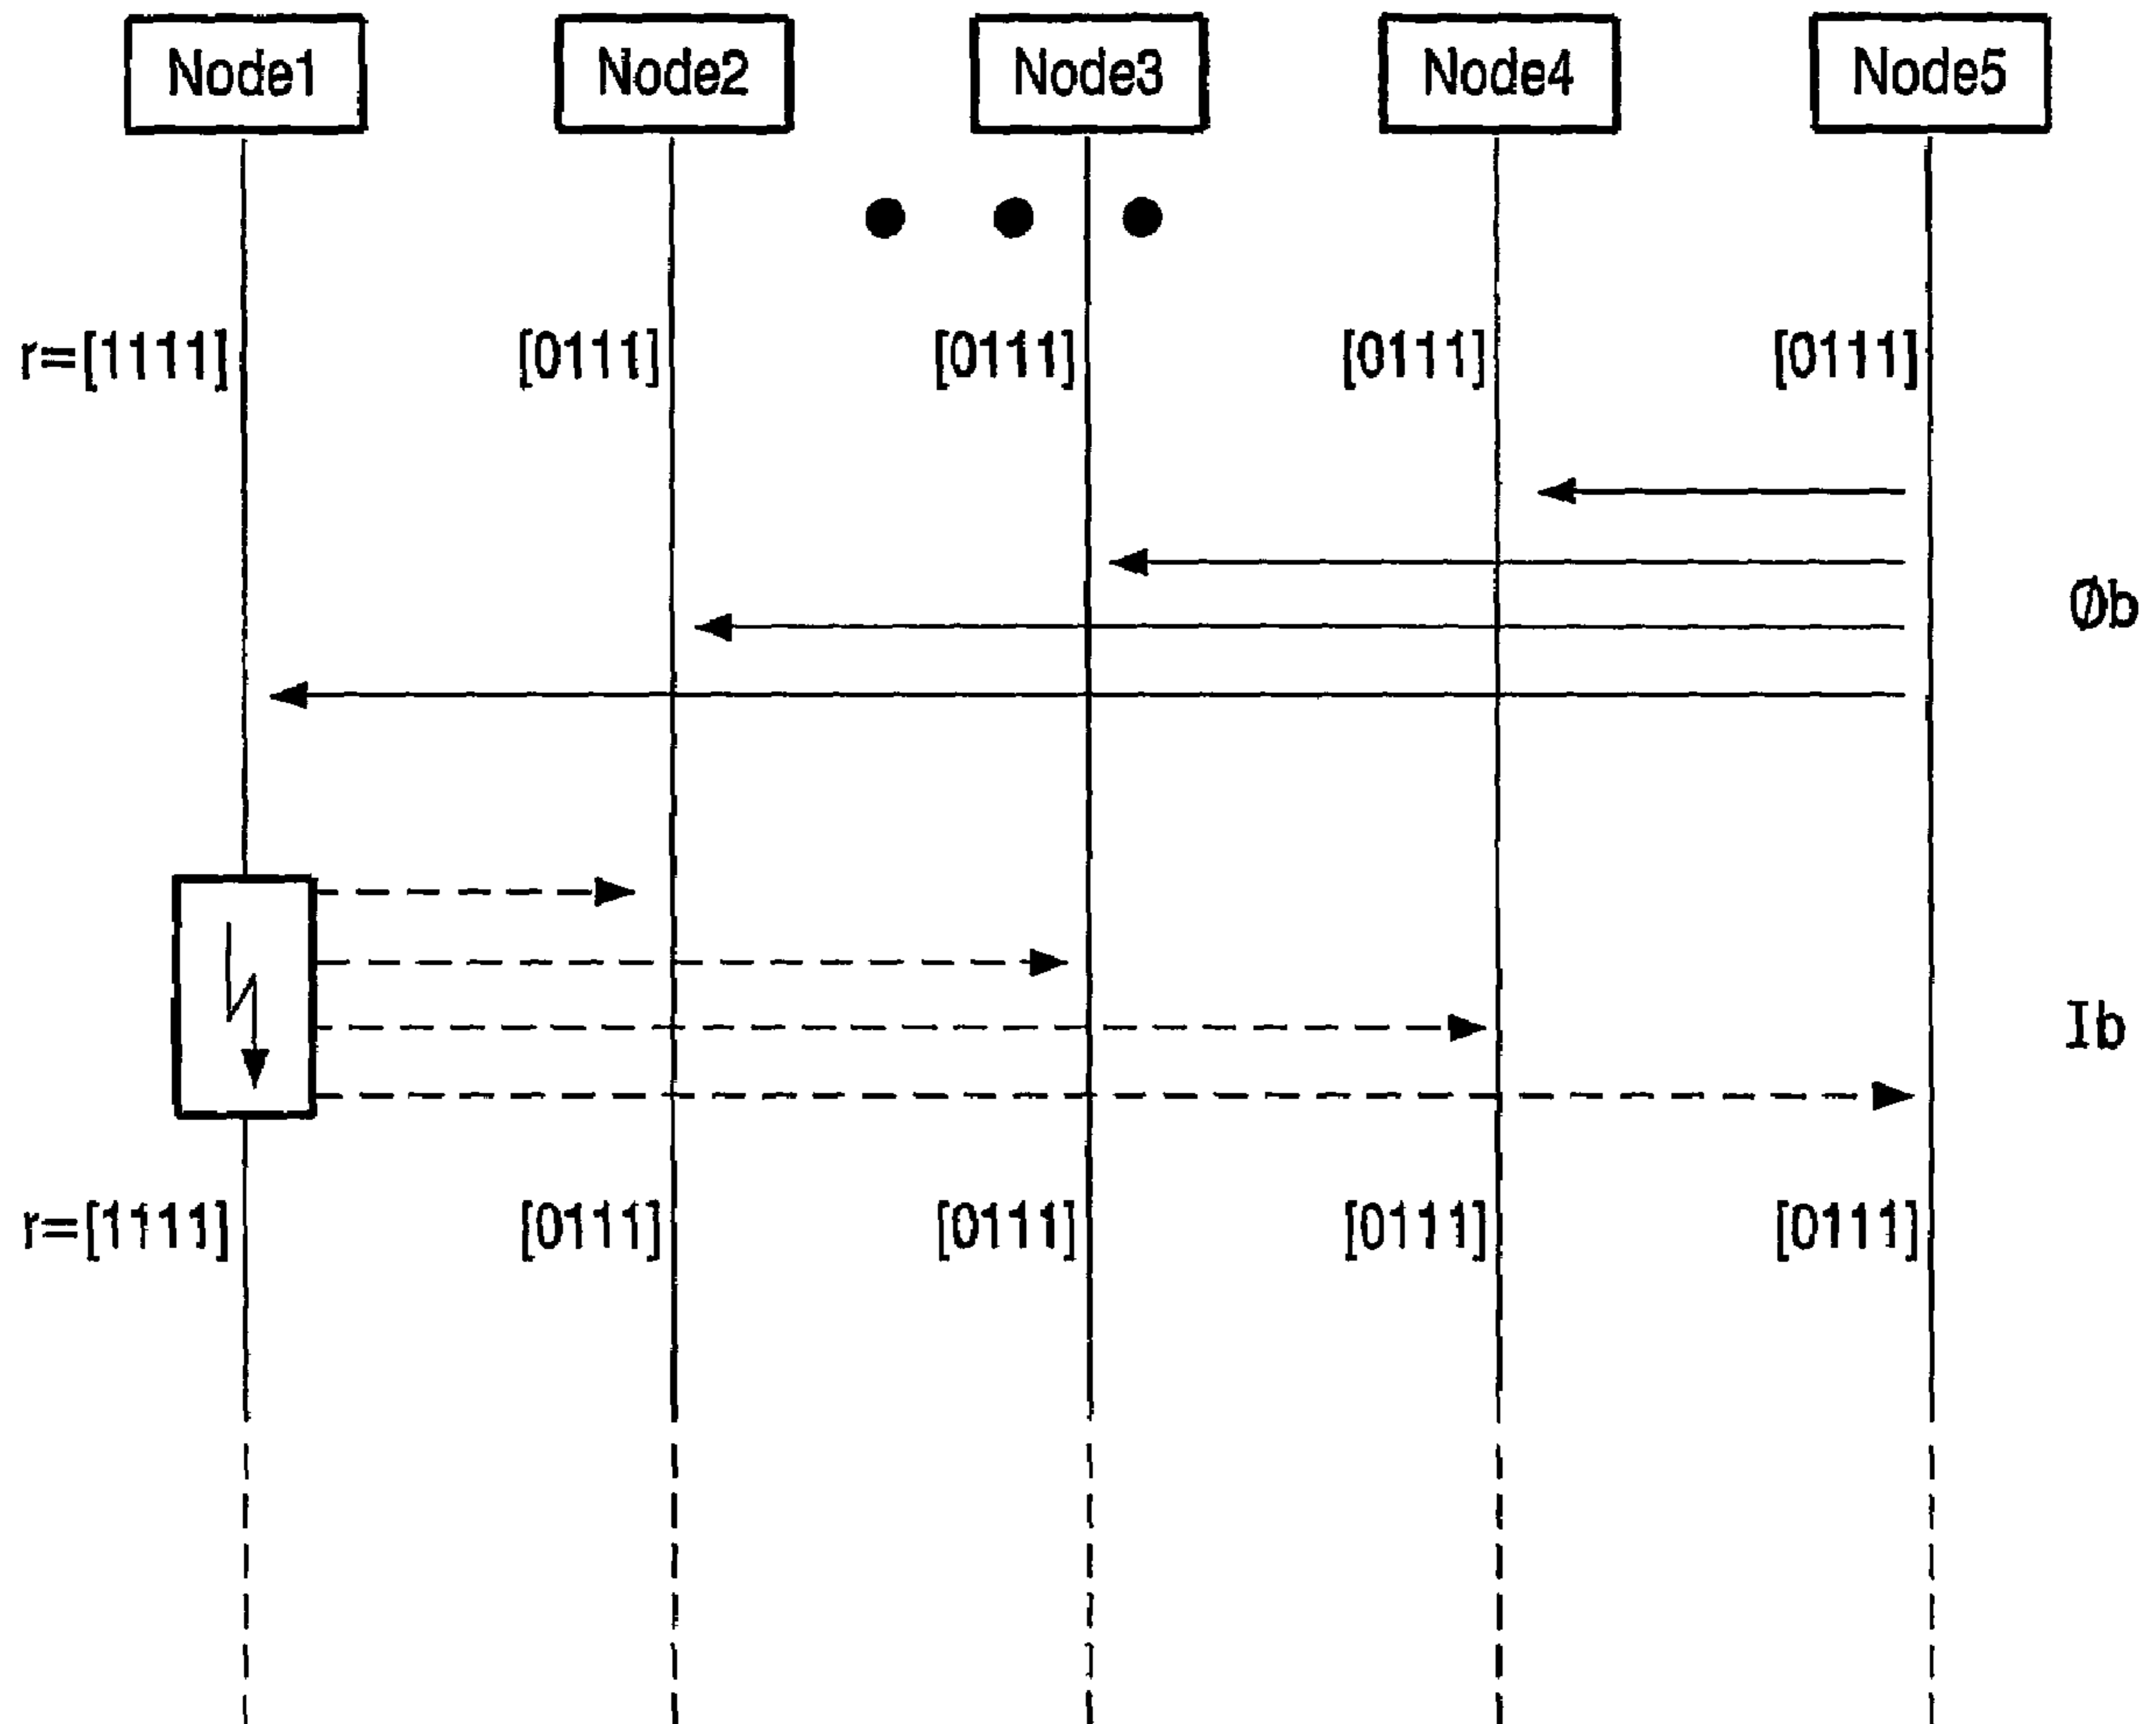 Node1 Node2 Node3 Node4 Node5
r=[1111] [0111] [0111] [0111] [0111]
Øb
Ib
r=[1111] [0111] [0111] [0111] [0111]